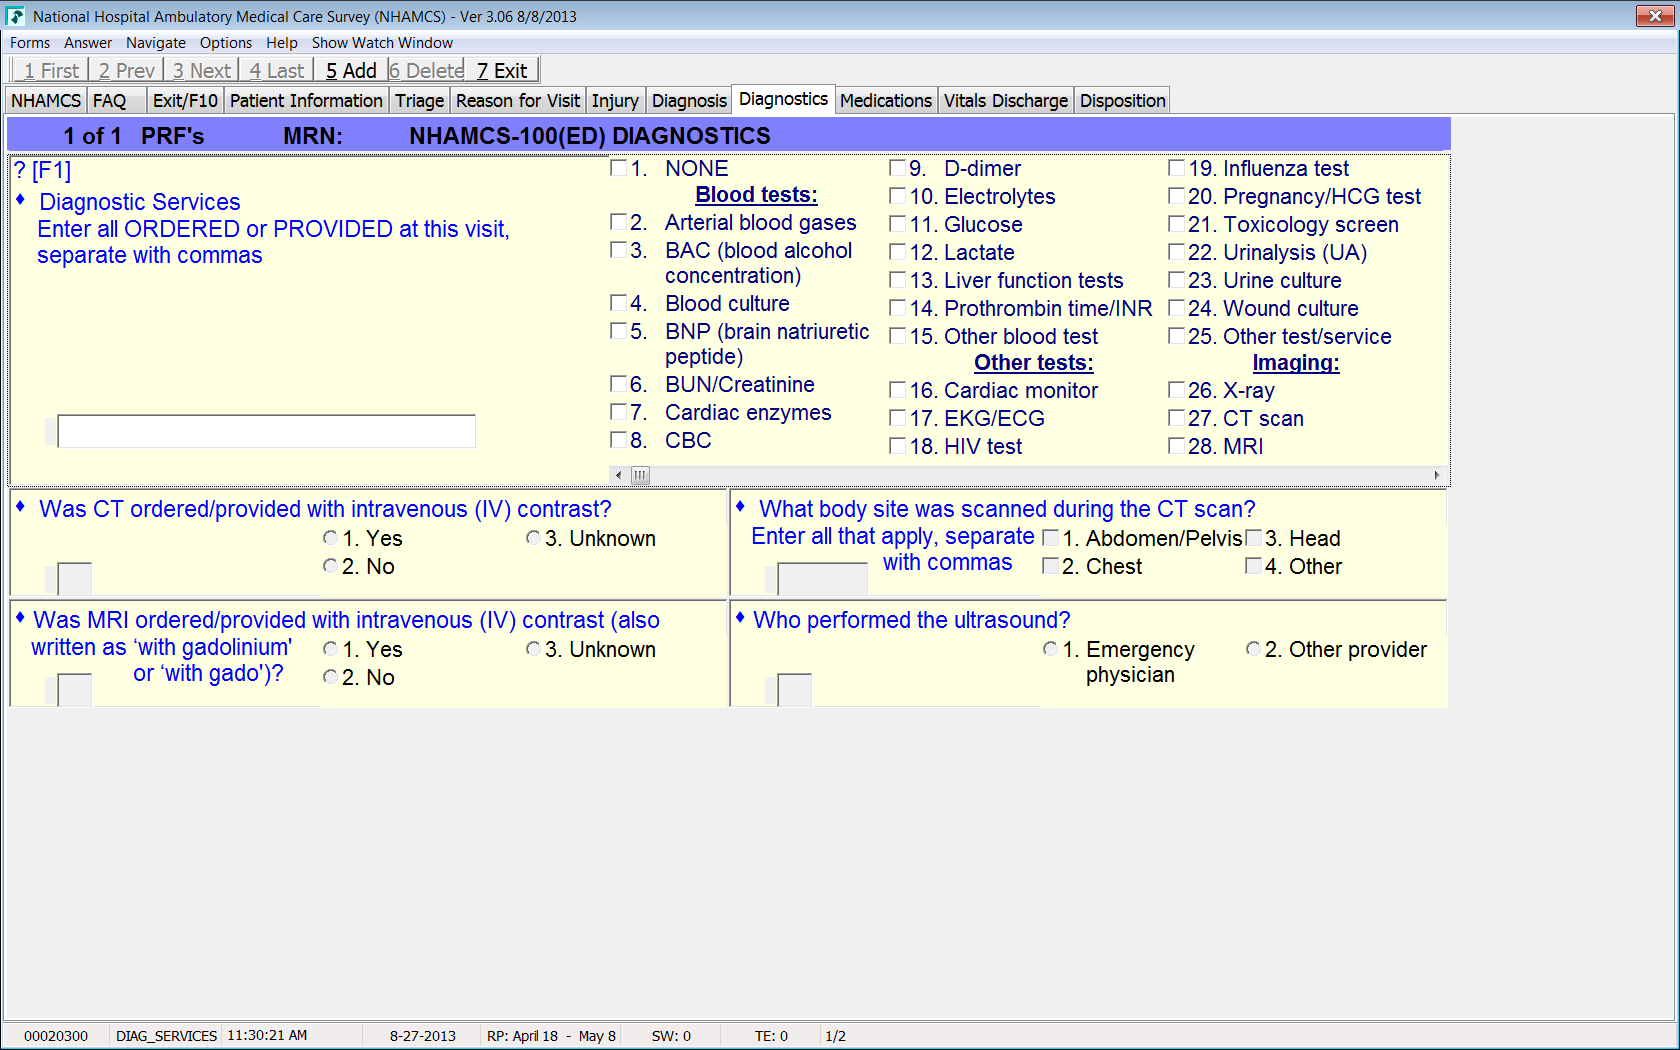 National Hospital Ambulatory Medical Care Survey (NHAMCS) - Ver 3.06 8/8/2013
Forms Answer Navigate Options Help Show Watch Window
1 First 2 Prev 3 Next 4 Last 5 Add 6 Delete 7 Exit
NHAMCS FAQ Exit/F10 Patient Information Triage Reason for Visit Injury Diagnosis Diagnostics Medications Vitals Discharge Disposition
1 of 1 PRF's MRN: NHAMCS-100(ED) DIAGNOSTICS
? [F1]
♦ Diagnostic Services
Enter all ORDERED or PROVIDED at this visit,
separate with commas
1. NONE
Blood tests:
2. Arterial blood gases
3. BAC (blood alcohol
concentration)
4. Blood culture
5. BNP (brain natriuretic
peptide)
6. BUN/Creatinine
7. Cardiac enzymes
8. CBC
9. D-dimer
10. Electrolytes
11. Glucose
12. Lactate
13. Liver function tests
14. Prothrombin time/INR
15. Other blood test
Other tests:
16. Cardiac monitor
17. EKG/ECG
18. HIV test
19. Influenza test
20. Pregnancy/HCG test
21. Toxicology screen
22. Urinalysis (UA)
23. Urine culture
24. Wound culture
25. Other test/service
Imaging:
26. X-ray
27. CT scan
28. MRI
♦ Was CT ordered/provided with intravenous (IV) contrast?
1. Yes 3. Unknown
2. No
♦ What body site was scanned during the CT scan?
Enter all that apply, separate
with commas
1. Abdomen/Pelvis 3. Head
2. Chest 4. Other
♦ Was MRI ordered/provided with intravenous (IV) contrast (also
written as ‘with gadolinium'
or ‘with gado')?
1. Yes 3. Unknown
2. No
♦ Who performed the ultrasound?
1. Emergency
physician
2. Other provider
00020300 DIAG_SERVICES 11:30:21 AM 8-27-2013 RP: April 18 - May 8 SW: 0 TE: 0 1/2